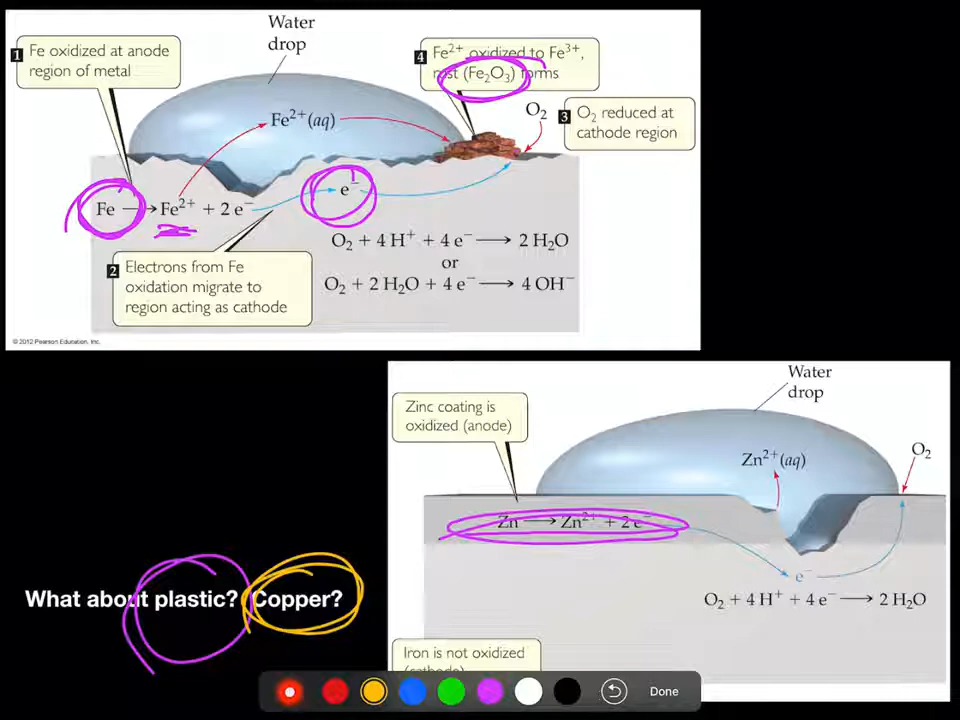 Water
drop
1 Fe oxidized at anode
region of metal
4 Fe²⁺ oxidized to Fe³⁺,
rust (Fe₂O₃) forms
Fe²⁺(aq)
O₂
3 O₂ reduced at
cathode region
e⁻
Fe ⟶ Fe²⁺ + 2 e⁻
O₂ + 4 H⁺ + 4 e⁻ ⟶ 2 H₂O
or
O₂ + 2 H₂O + 4 e⁻ ⟶ 4 OH⁻
2 Electrons from Fe
oxidation migrate to
region acting as cathode
© 2012 Pearson Education, Inc.
Water
drop
Zinc coating is
oxidized (anode)
Zn²⁺(aq)
O₂
Zn ⟶ Zn²⁺ + 2 e⁻
e⁻
O₂ + 4 H⁺ + 4 e⁻ ⟶ 2 H₂O
What about plastic? Copper?
Iron is not oxidized
(cathode)
Done